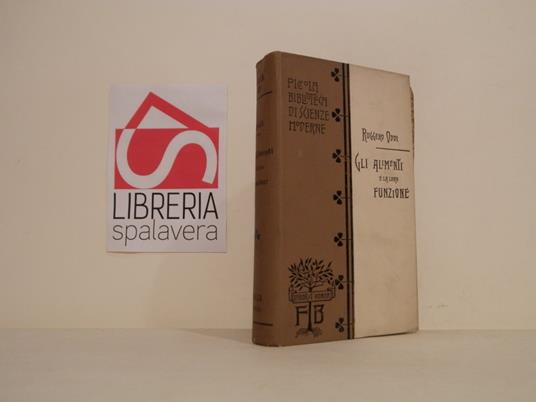 LIBRERIA
spalavera
PICCOLA
BIBLIOTECA
DI SCIENZE
MODERNE
RUGGERO ODDI
GLI ALIMENTI
E LA LORO
FUNZIONE
F B